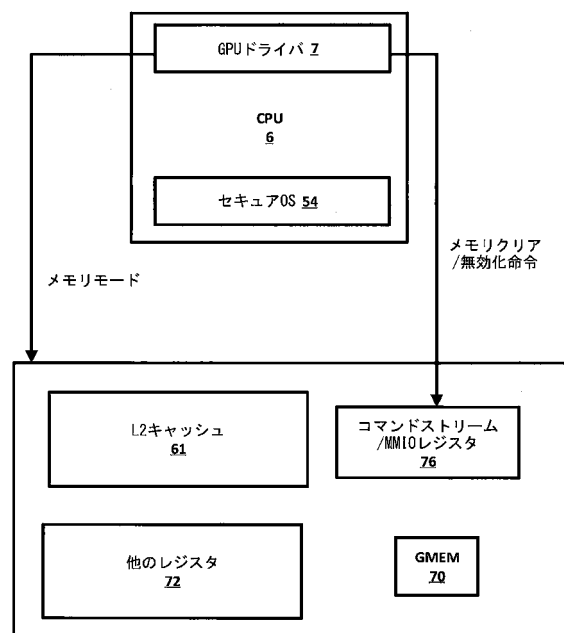 GPUドライバ 7
CPU
6
セキュアOS 54
メモリモード
メモリクリア
/無効化命令
L2キャッシュ
61
コマンドストリーム
/MMIOレジスタ
76
他のレジスタ
72
GMEM
70